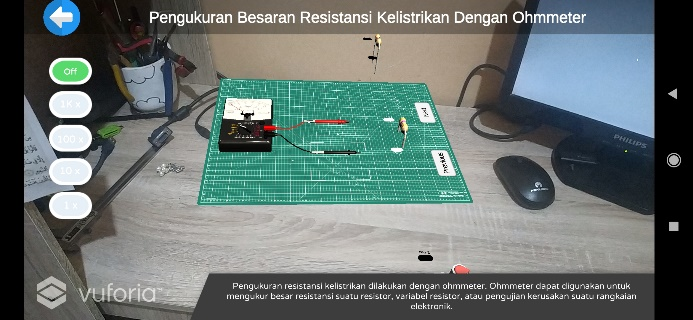 Pengukuran Besaran Resistansi Kelistrikan Dengan Ohmmeter
Off
1K x
100 x
10 x
1 x
PHILIPS
vuforia™
Pengukuran resistansi kelistrikan dilakukan dengan ohmmeter. Ohmmeter dapat digunakan untuk
mengukur besar resistansi suatu resistor, variabel resistor, atau pengujian kerusakan suatu rangkaian
elektronik.